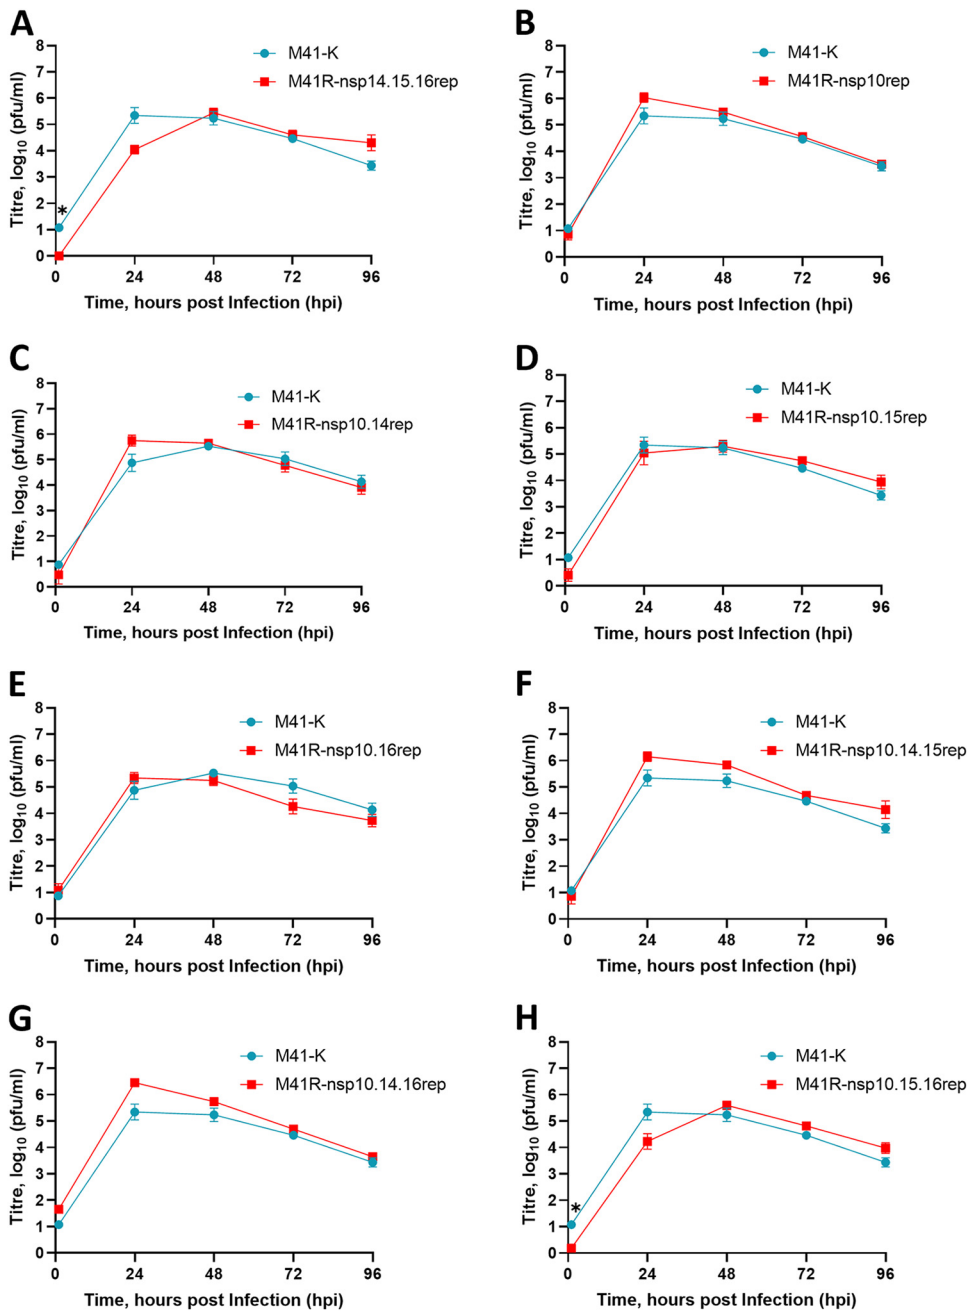 A
M41-K
M41R-nsp14.15.16rep
Titre, log10 (pfu/ml)
8
7
6
5
4
3
2
1
0
*
0 24 48 72 96
Time, hours post Infection (hpi)
B
M41-K
M41R-nsp10rep
Titre, log10 (pfu/ml)
8
7
6
5
4
3
2
1
0
0 24 48 72 96
Time, hours post Infection (hpi)
C
M41-K
M41R-nsp10.14rep
Titre, log10 (pfu/ml)
8
7
6
5
4
3
2
1
0
0 24 48 72 96
Time, hours post Infection (hpi)
D
M41-K
M41R-nsp10.15rep
Titre, log10 (pfu/ml)
8
7
6
5
4
3
2
1
0
0 24 48 72 96
Time, hours post Infection (hpi)
E
M41-K
M41R-nsp10.16rep
Titre, log10 (pfu/ml)
8
7
6
5
4
3
2
1
0
0 24 48 72 96
Time, hours post Infection (hpi)
F
M41-K
M41R-nsp10.14.15rep
Titre, log10 (pfu/ml)
8
7
6
5
4
3
2
1
0
0 24 48 72 96
Time, hours post Infection (hpi)
G
M41-K
M41R-nsp10.14.16rep
Titre, log10 (pfu/ml)
8
7
6
5
4
3
2
1
0
0 24 48 72 96
Time, hours post Infection (hpi)
H
M41-K
M41R-nsp10.15.16rep
Titre, log10 (pfu/ml)
8
7
6
5
4
3
2
1
0
*
0 24 48 72 96
Time, hours post Infection (hpi)